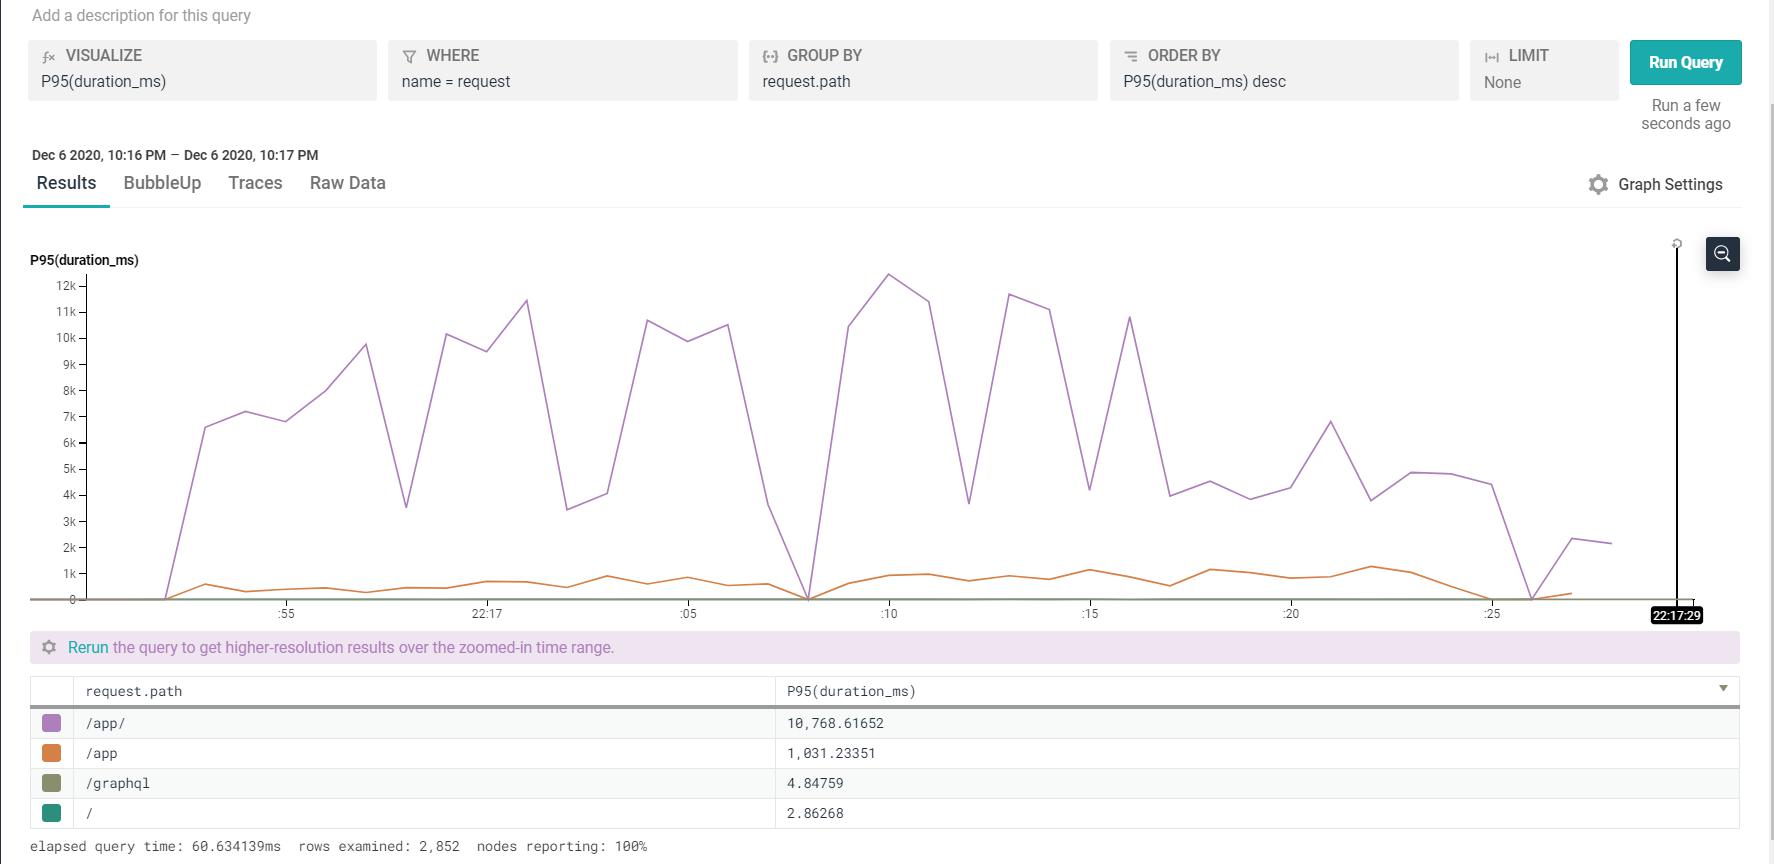 Add a description for this query
VISUALIZE
P95(duration_ms)
WHERE
name = request
GROUP BY
request.path
ORDER BY
P95(duration_ms) desc
LIMIT
None
Run Query
Run a few
seconds ago
Dec 6 2020, 10:16 PM – Dec 6 2020, 10:17 PM
Results BubbleUp Traces Raw Data
Graph Settings
P95(duration_ms)
12k
11k
10k
9k
8k
7k
6k
5k
4k
3k
2k
1k
0
:55 22:17 :05 :10 :15 :20 :25 22:17:29
Rerun the query to get higher-resolution results over the zoomed-in time range.
request.path P95(duration_ms)
/app/ 10,768.61652
/app 1,031.23351
/graphql 4.84759
/ 2.86268
elapsed query time: 60.634139ms rows examined: 2,852 nodes reporting: 100%